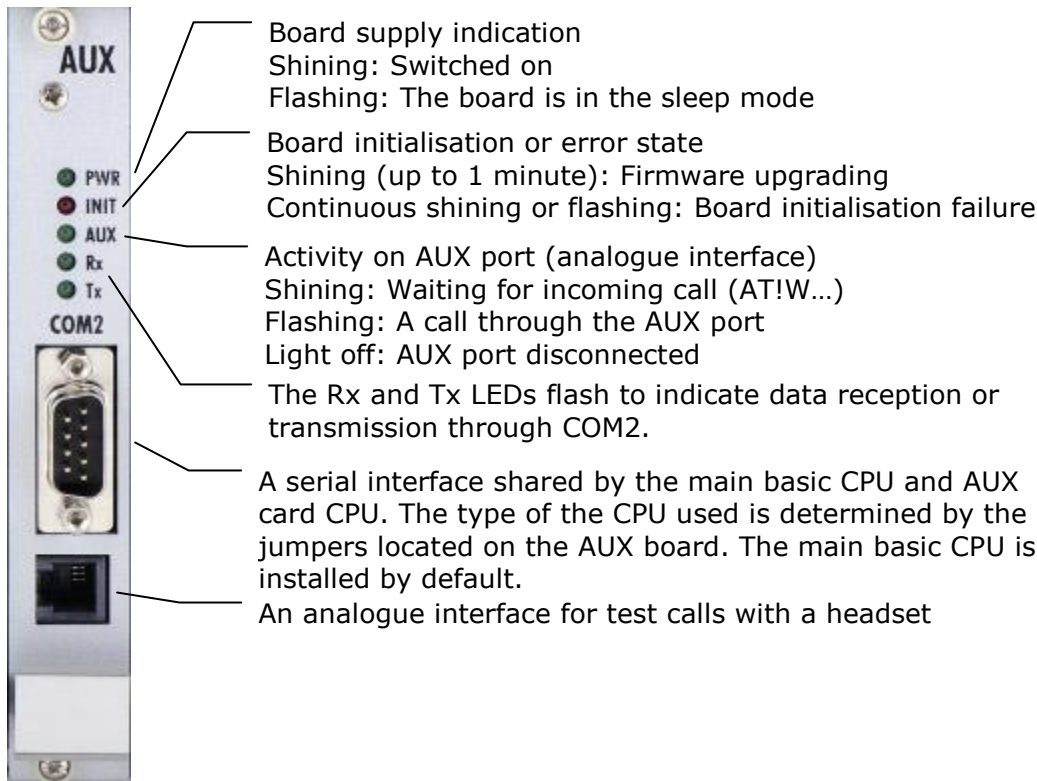 AUX
PWR
INIT
AUX
Rx
Tx
COM2
Board supply indication
Shining: Switched on
Flashing: The board is in the sleep mode
Board initialisation or error state
Shining (up to 1 minute): Firmware upgrading
Continuous shining or flashing: Board initialisation failure
Activity on AUX port (analogue interface)
Shining: Waiting for incoming call (AT!W…)
Flashing: A call through the AUX port
Light off: AUX port disconnected
The Rx and Tx LEDs flash to indicate data reception or
transmission through COM2.
A serial interface shared by the main basic CPU and AUX
card CPU. The type of the CPU used is determined by the
jumpers located on the AUX board. The main basic CPU is
installed by default.
An analogue interface for test calls with a headset